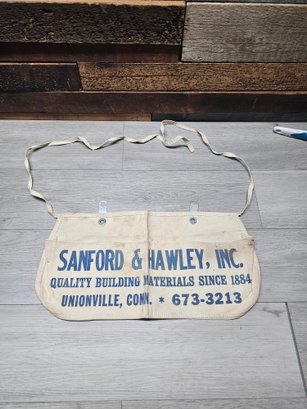 SANFORD & HAWLEY, INC.
QUALITY BUILDING MATERIALS SINCE 1884
UNIONVILLE, CONN. * 673-3213